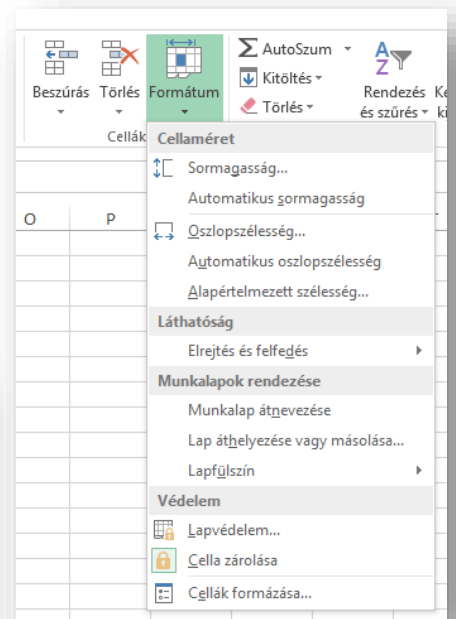 Beszúrás Törlés Formátum
Cellák
AutoSzum
Kitöltés
Törlés
Rendezés
és szűrés
O P
Cellaméret
Sormagasság...
Automatikus sormagasság
Oszlopszélesség...
Automatikus oszlopszélesség
Alapértelmezett szélesség...
Láthatóság
Elrejtés és felfedés
Munkalapok rendezése
Munkalap átnevezése
Lap áthelyezése vagy másolása...
Lapfülszín
Védelem
Lapvédelem...
Cella zárolása
Cellák formázása...